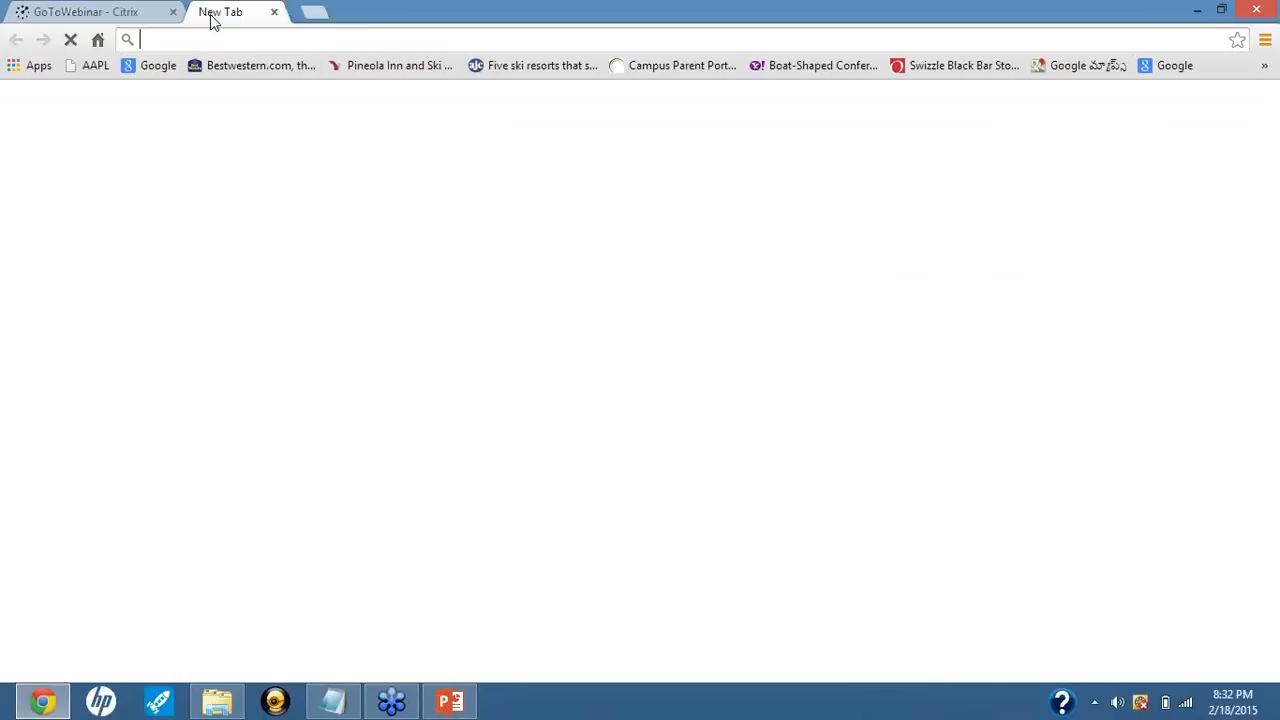 GoToWebinar - Citrix
New Tab
Apps
AAPL
Google
Bestwestern.com, th...
Pineola Inn and Ski ...
Five ski resorts that s...
Campus Parent Port...
Boat-Shaped Confer...
Swizzle Black Bar Sto...
Google మ్యాప్స్
Google
8:32 PM
2/18/2015